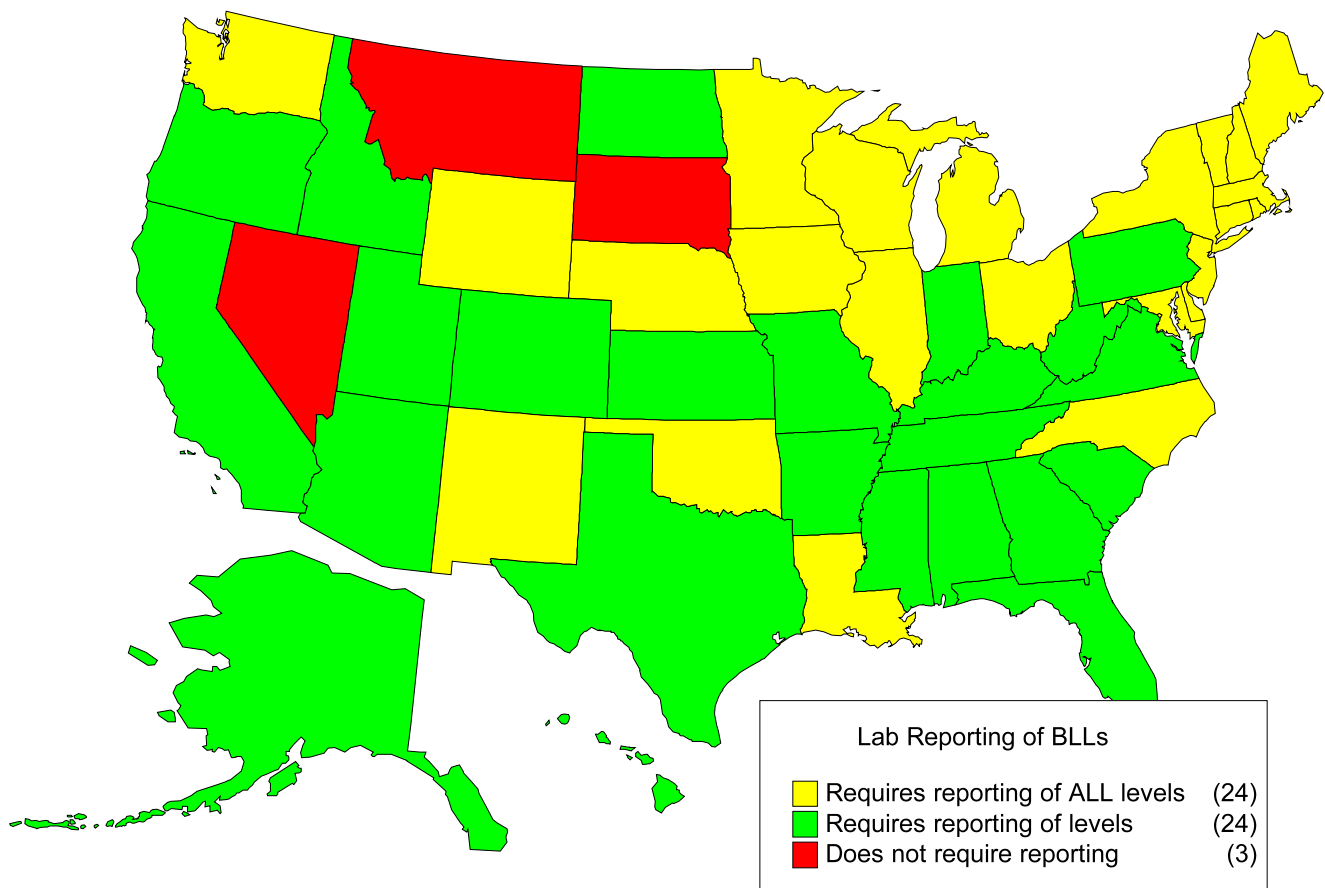 Lab Reporting of BLLs
Requires reporting of ALL levels (24)
Requires reporting of levels (24)
Does not require reporting (3)